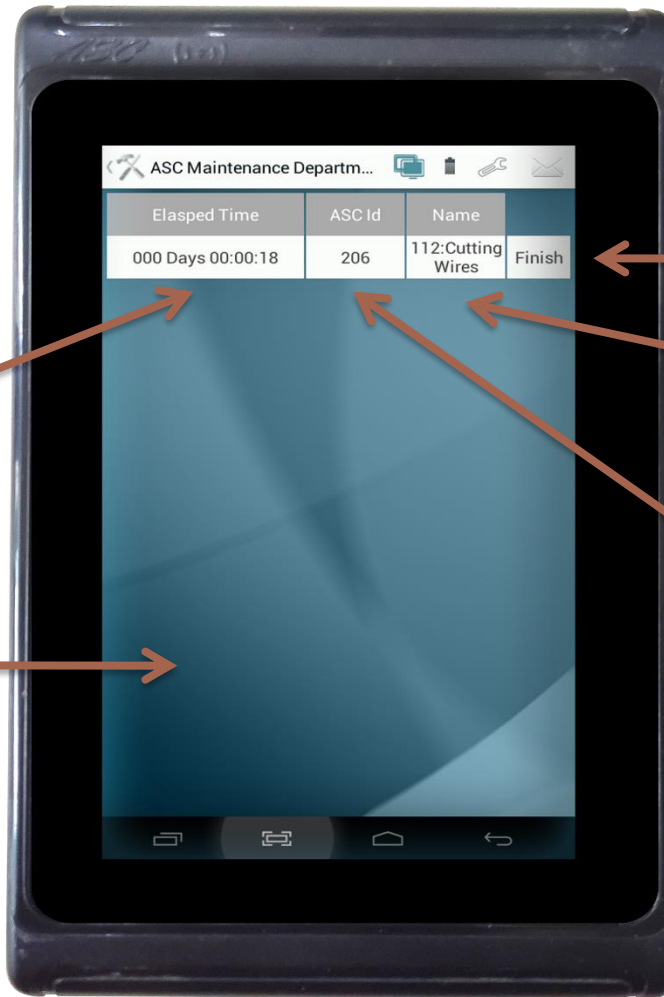 ASC
ASC Maintenance Departm...
Elasped Time ASC Id Name
000 Days 00:00:18 206 112:Cutting Wires Finish